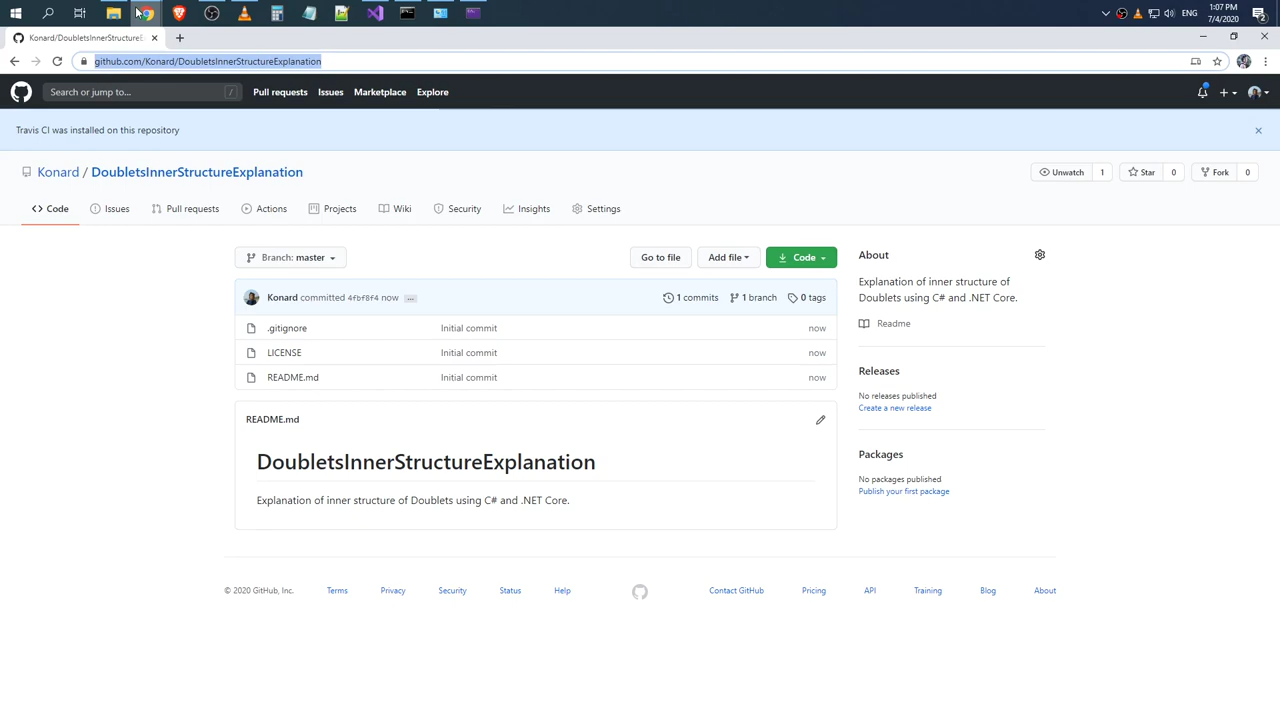 ENG
1:07 PM
7/4/2020
2
Konard/DoubletsInnerStructureE
github.com/Konard/DoubletsInnerStructureExplanation
Search or jump to...
/
Pull requests
Issues
Marketplace
Explore
Travis CI was installed on this repository
Konard / DoubletsInnerStructureExplanation
Unwatch 1
Star 0
Fork 0
Code
Issues
Pull requests
Actions
Projects
Wiki
Security
Insights
Settings
Branch: master
Go to file
Add file
Code
Konard committed 4fbf8f4 now ...
1 commits
1 branch
0 tags
.gitignore Initial commit now
LICENSE Initial commit now
README.md Initial commit now
README.md
DoubletsInnerStructureExplanation
Explanation of inner structure of Doublets using C# and .NET Core.
About
Explanation of inner structure of
Doublets using C# and .NET Core.
Readme
Releases
No releases published
Create a new release
Packages
No packages published
Publish your first package
© 2020 GitHub, Inc.
Terms
Privacy
Security
Status
Help
Contact GitHub
Pricing
API
Training
Blog
About